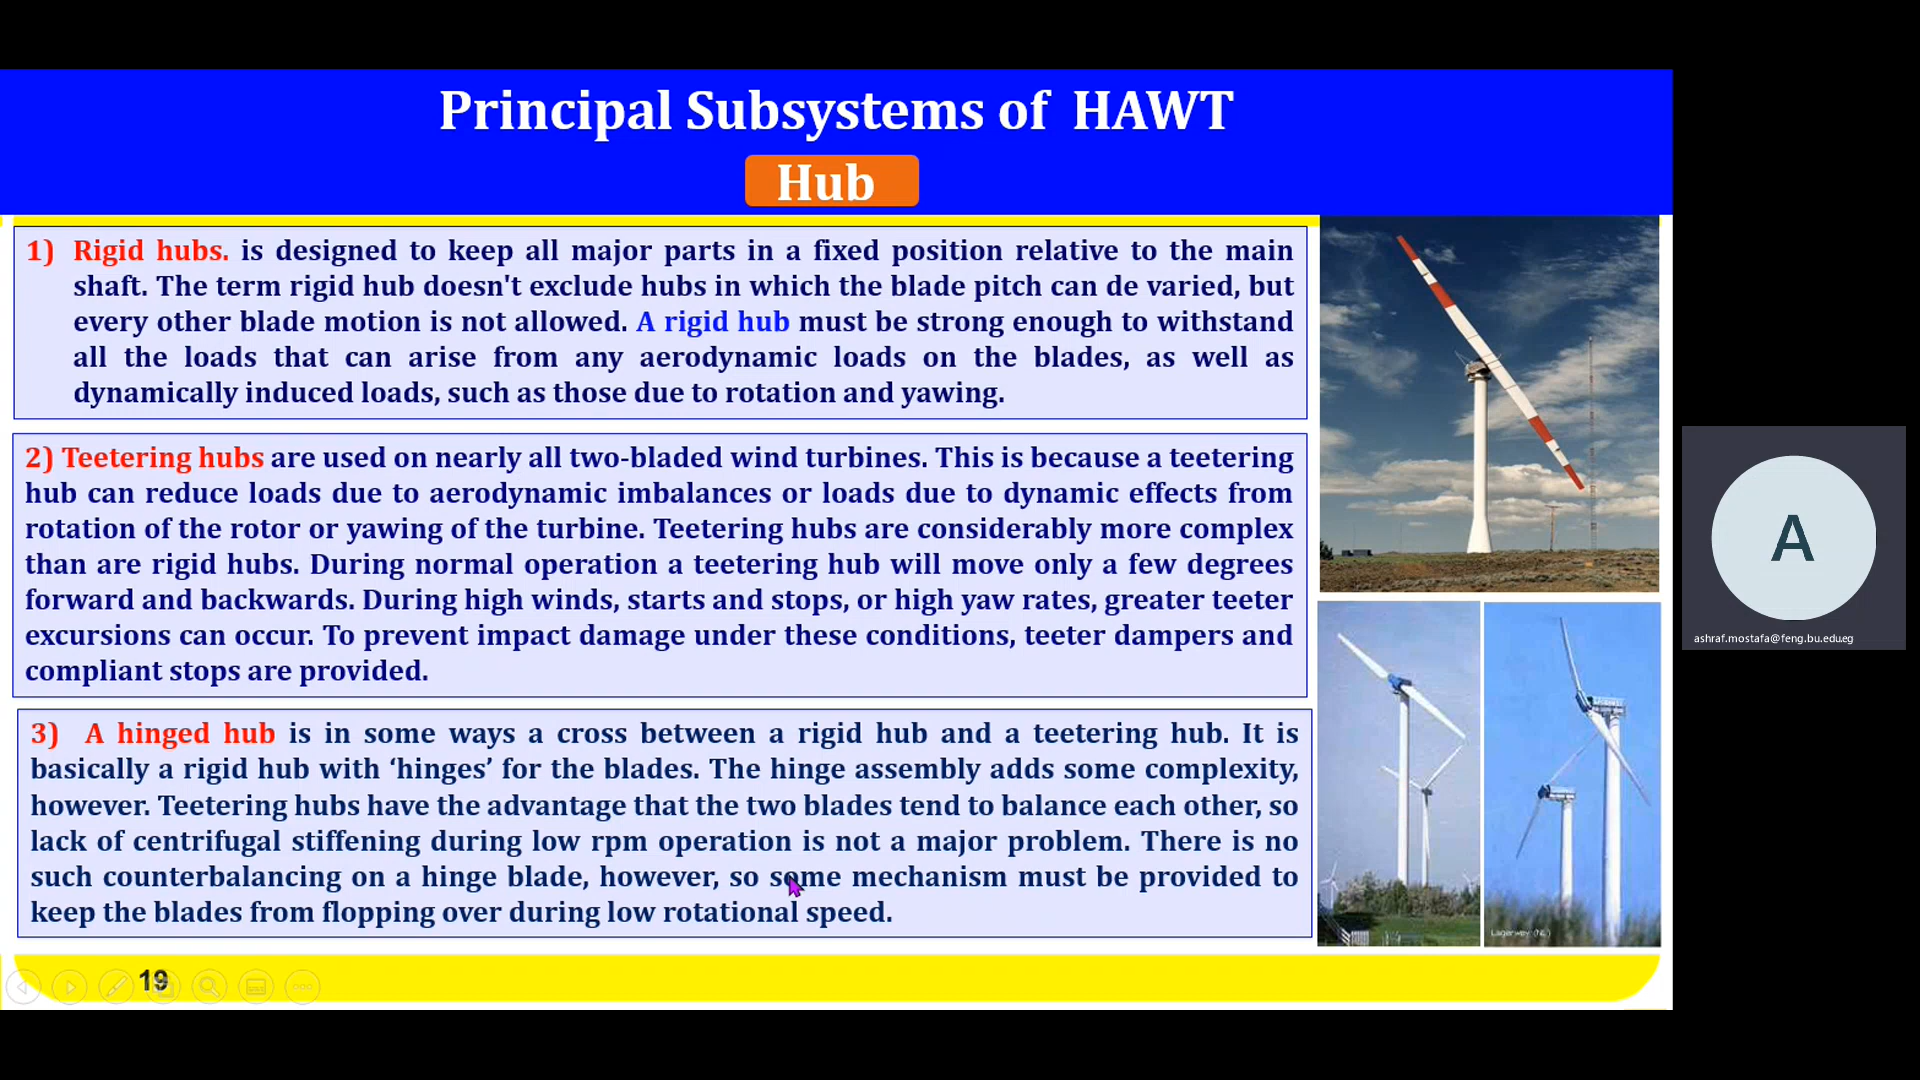 Principal Subsystems of HAWT
Hub
1) Rigid hubs. is designed to keep all major parts in a fixed position relative to the main
shaft. The term rigid hub doesn't exclude hubs in which the blade pitch can de varied, but
every other blade motion is not allowed. A rigid hub must be strong enough to withstand
all the loads that can arise from any aerodynamic loads on the blades, as well as
dynamically induced loads, such as those due to rotation and yawing.
2) Teetering hubs are used on nearly all two-bladed wind turbines. This is because a teetering
hub can reduce loads due to aerodynamic imbalances or loads due to dynamic effects from
rotation of the rotor or yawing of the turbine. Teetering hubs are considerably more complex
than are rigid hubs. During normal operation a teetering hub will move only a few degrees
forward and backwards. During high winds, starts and stops, or high yaw rates, greater teeter
excursions can occur. To prevent impact damage under these conditions, teeter dampers and
compliant stops are provided.
3) A hinged hub is in some ways a cross between a rigid hub and a teetering hub. It is
basically a rigid hub with ‘hinges’ for the blades. The hinge assembly adds some complexity,
however. Teetering hubs have the advantage that the two blades tend to balance each other, so
lack of centrifugal stiffening during low rpm operation is not a major problem. There is no
such counterbalancing on a hinge blade, however, so some mechanism must be provided to
keep the blades from flopping over during low rotational speed.
Lagerwey (NL)
19
A
ashraf.mostafa@feng.bu.edu.eg